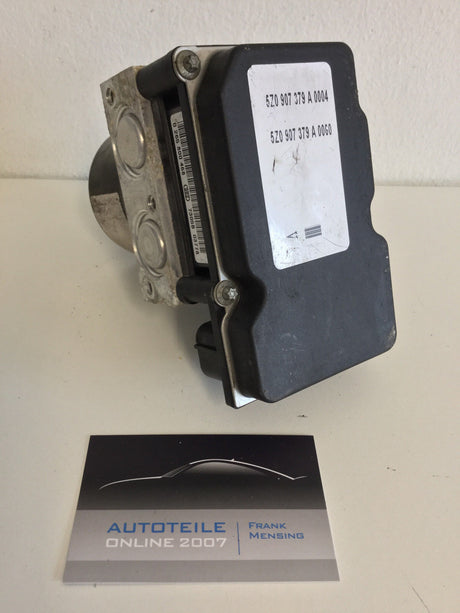 5Z0 907 379 A 0004
5Z0 907 379 A 0060
A
AUTOTEILE
ONLINE 2007
FRANK
MENSING